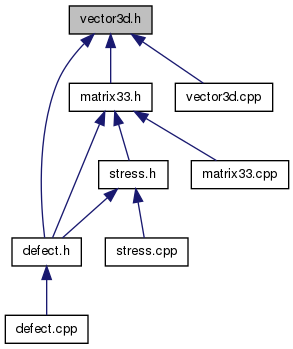 vector3d.h
matrix33.h
vector3d.cpp
stress.h
matrix33.cpp
defect.h
stress.cpp
defect.cpp